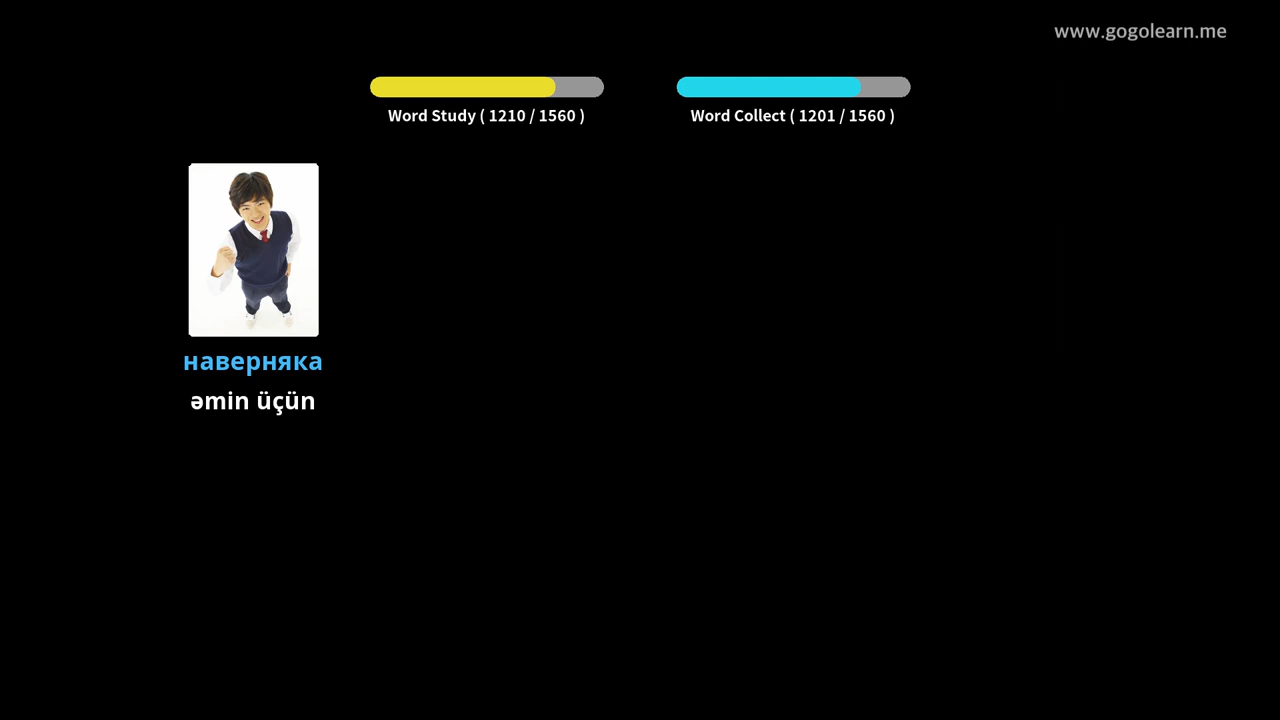 www.gogolearn.me
Word Study ( 1210 / 1560 )
Word Collect ( 1201 / 1560 )
наверняка
əmin üçün